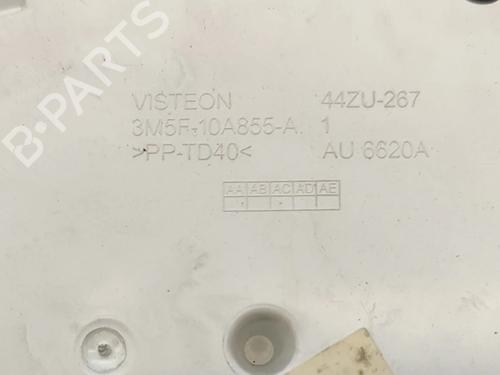 VISTEON 44ZU-267
3M5F-10A855-A 1
>PP-TD40< AU 6620A
AA AB AC AD AE
B-PARTS